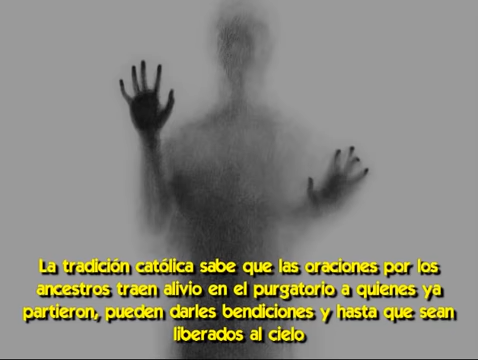 La tradición católica sabe que las oraciones por los
ancestros traen alivio en el purgatorio a quienes ya
partieron, pueden darles bendiciones y hasta que sean
liberados al cielo